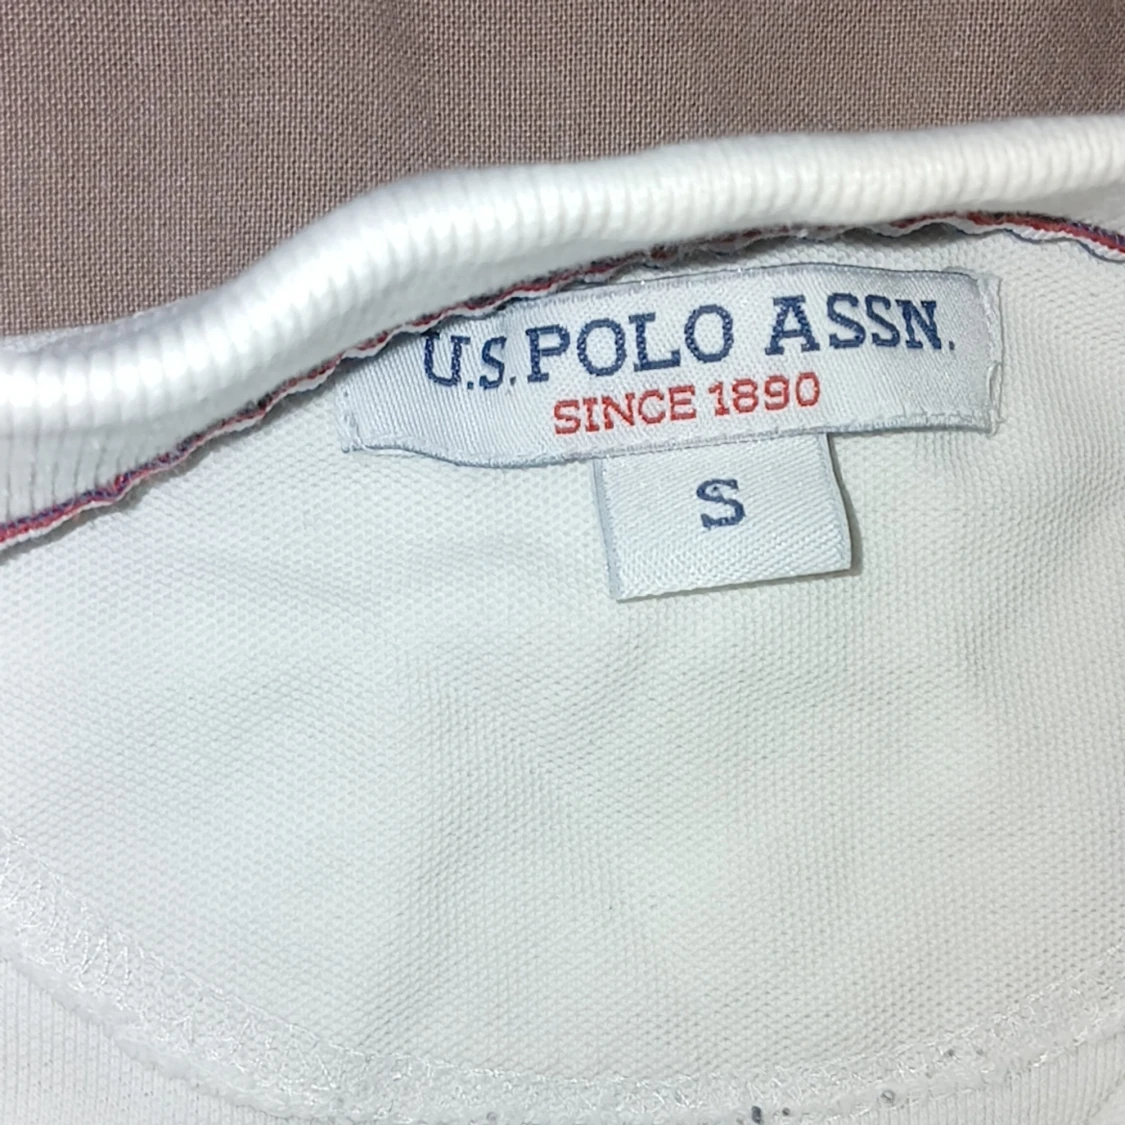 U.S. POLO ASSN.
SINCE 1890
S